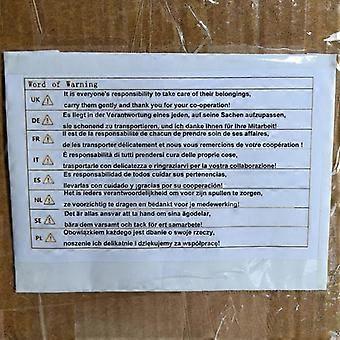 Word of Warning
UK It is everyone's responsibility to take care of their belongings,
carry them gently and thank you for your co-operation!
DE Es liegt in der Verantwortung eines jeden, auf seine Sachen aufzupassen,
sie schonend zu transportieren, und ich danke Ihnen für Ihre Mitarbeit!
FR Il est de la responsabilité de chacun de prendre soin de ses affaires,
de les transporter délicatement et nous vous remercions de votre coopération !
IT È responsabilità di tutti prendersi cura delle proprie cose,
trasportarle con delicatezza e ringraziarvi per la vostra collaborazione!
ES Es responsabilidad de todos cuidar sus pertenencias,
llevarlas con cuidado y ¡gracias por su cooperación!
NL Het is ieders verantwoordelijkheid om voor zijn spullen te zorgen,
ze voorzichtig te dragen en bedankt voor je medewerking!
SE Det är allas ansvar att ta hand om sina ägodelar,
bära dem varsamt och tack för ert samarbete!
PL Obowiązkiem każdego jest dbanie o swoje rzeczy,
noszenie ich delikatnie i dziękujemy za współpracę!